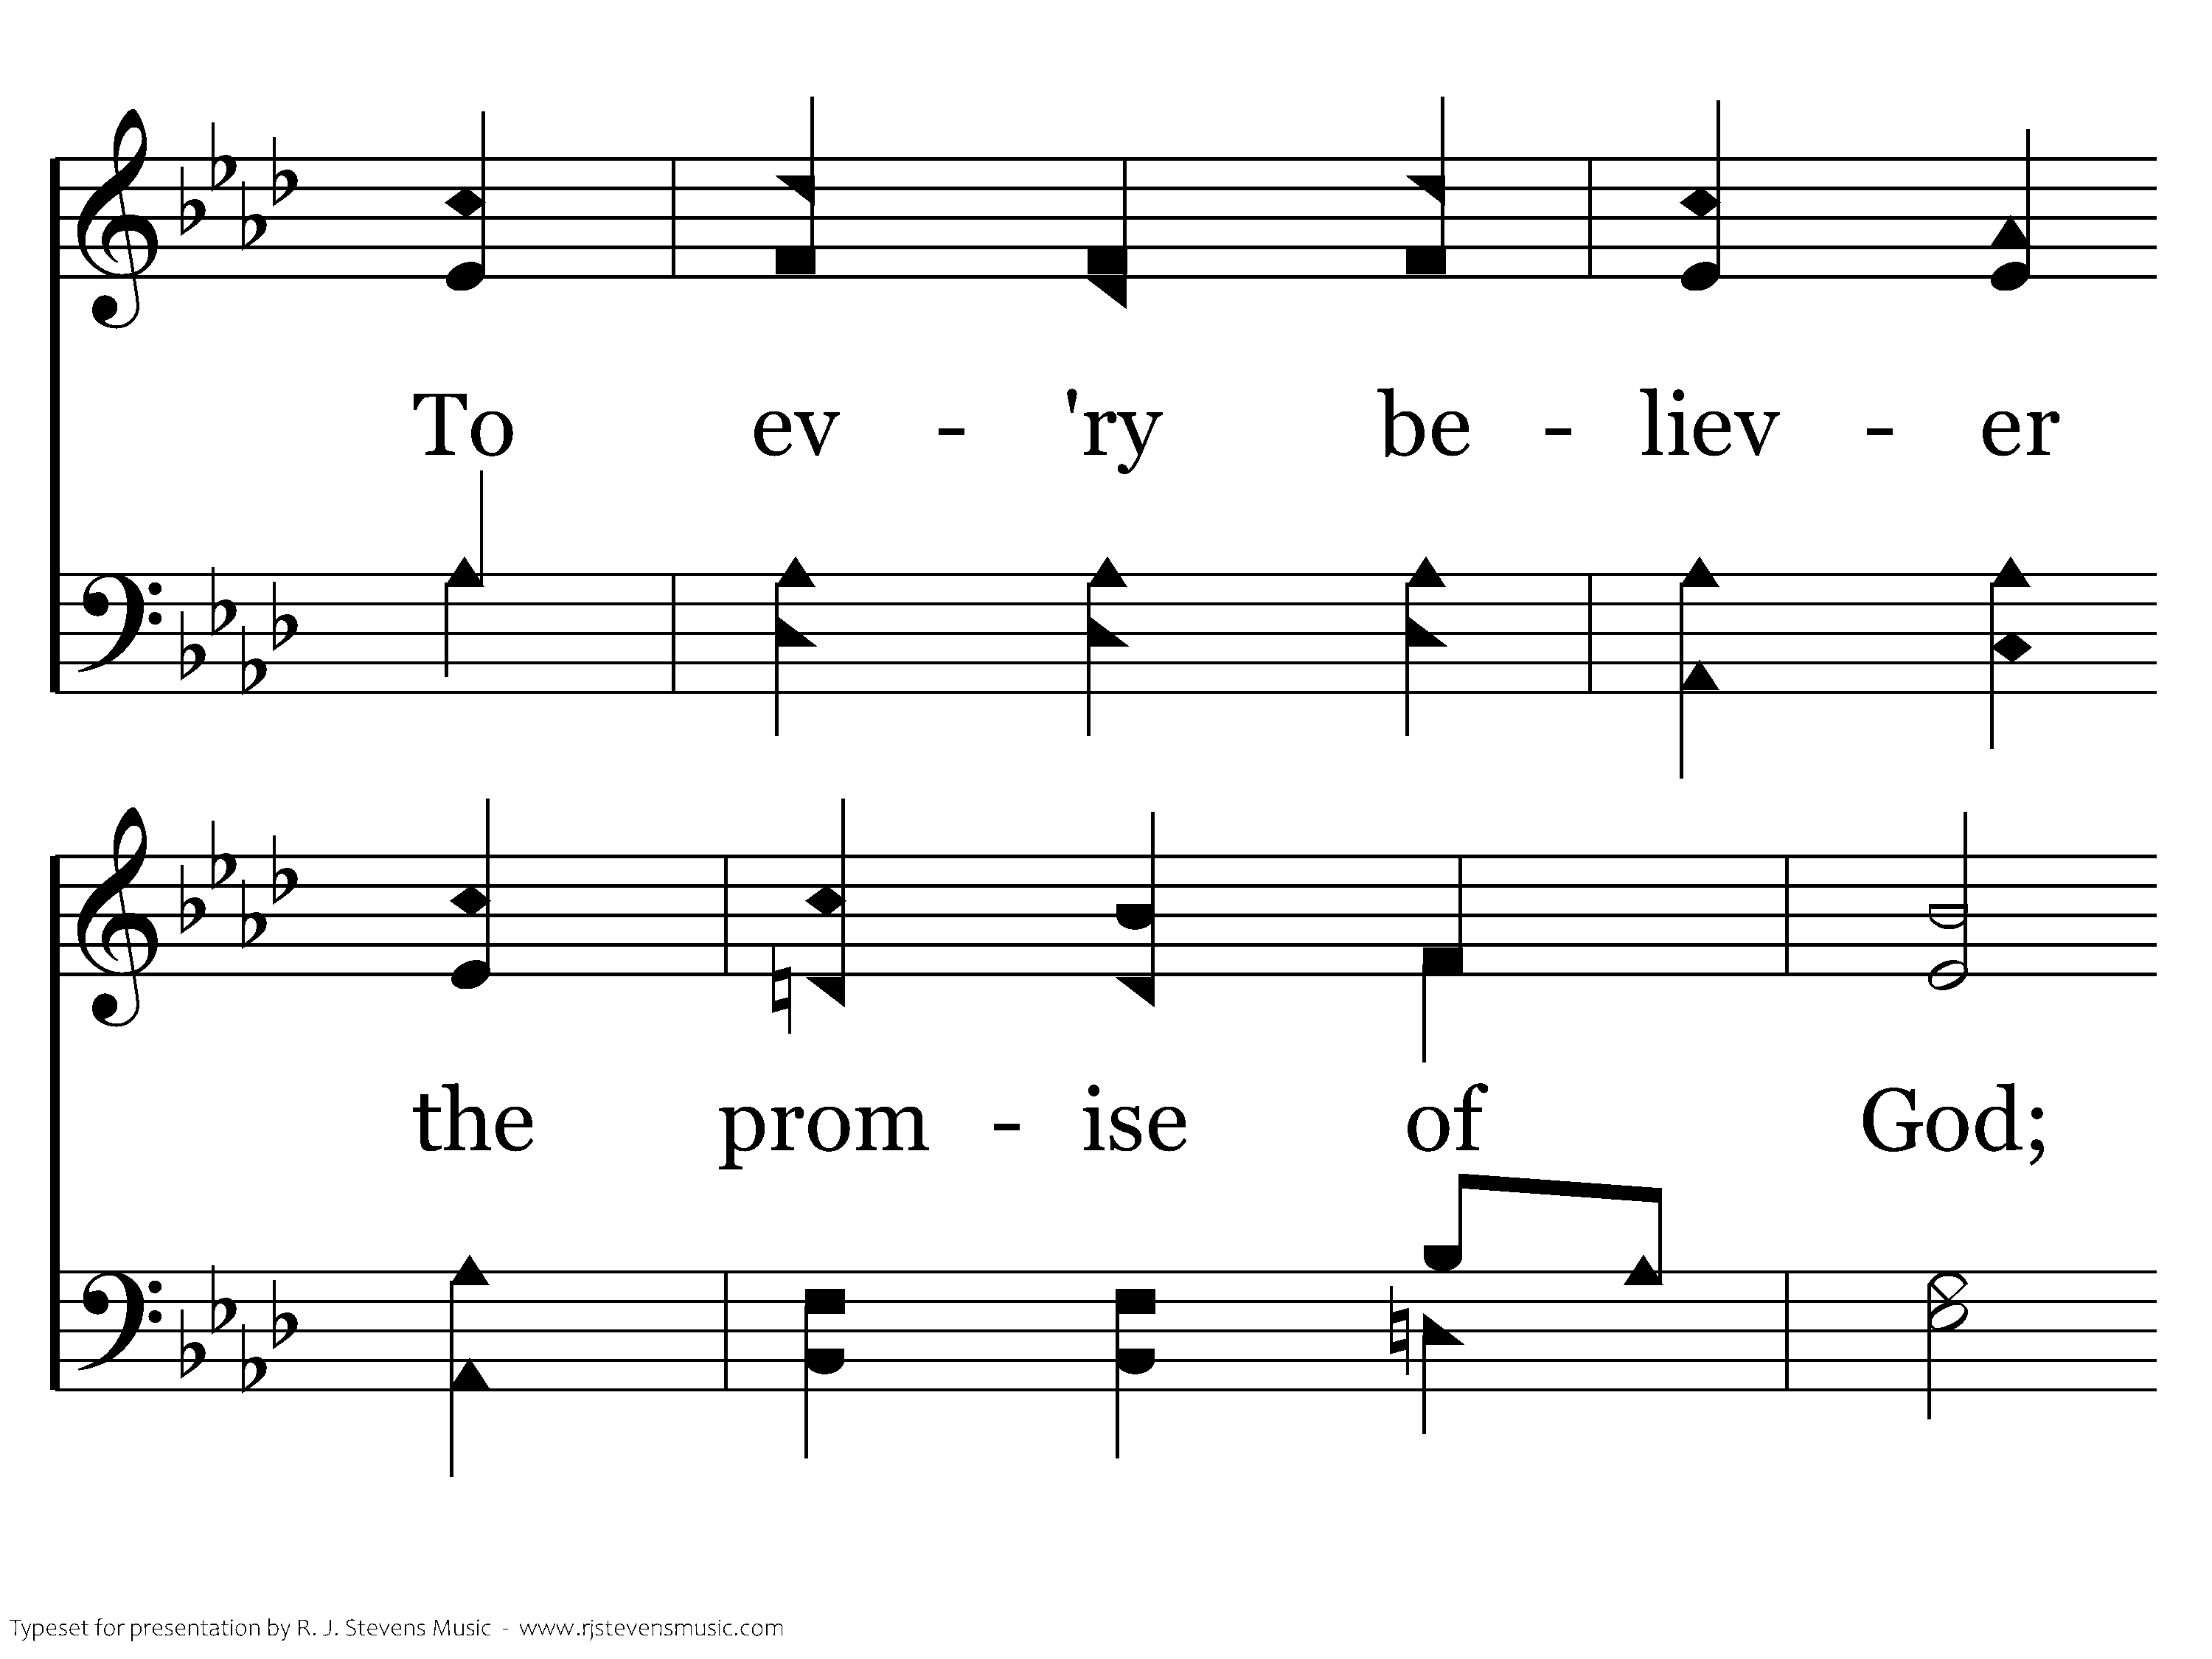 To ev - 'ry be - liev - er
the prom - ise of God;
Typeset for presentation by R. J. Stevens Music - www.rjstevensmusic.com